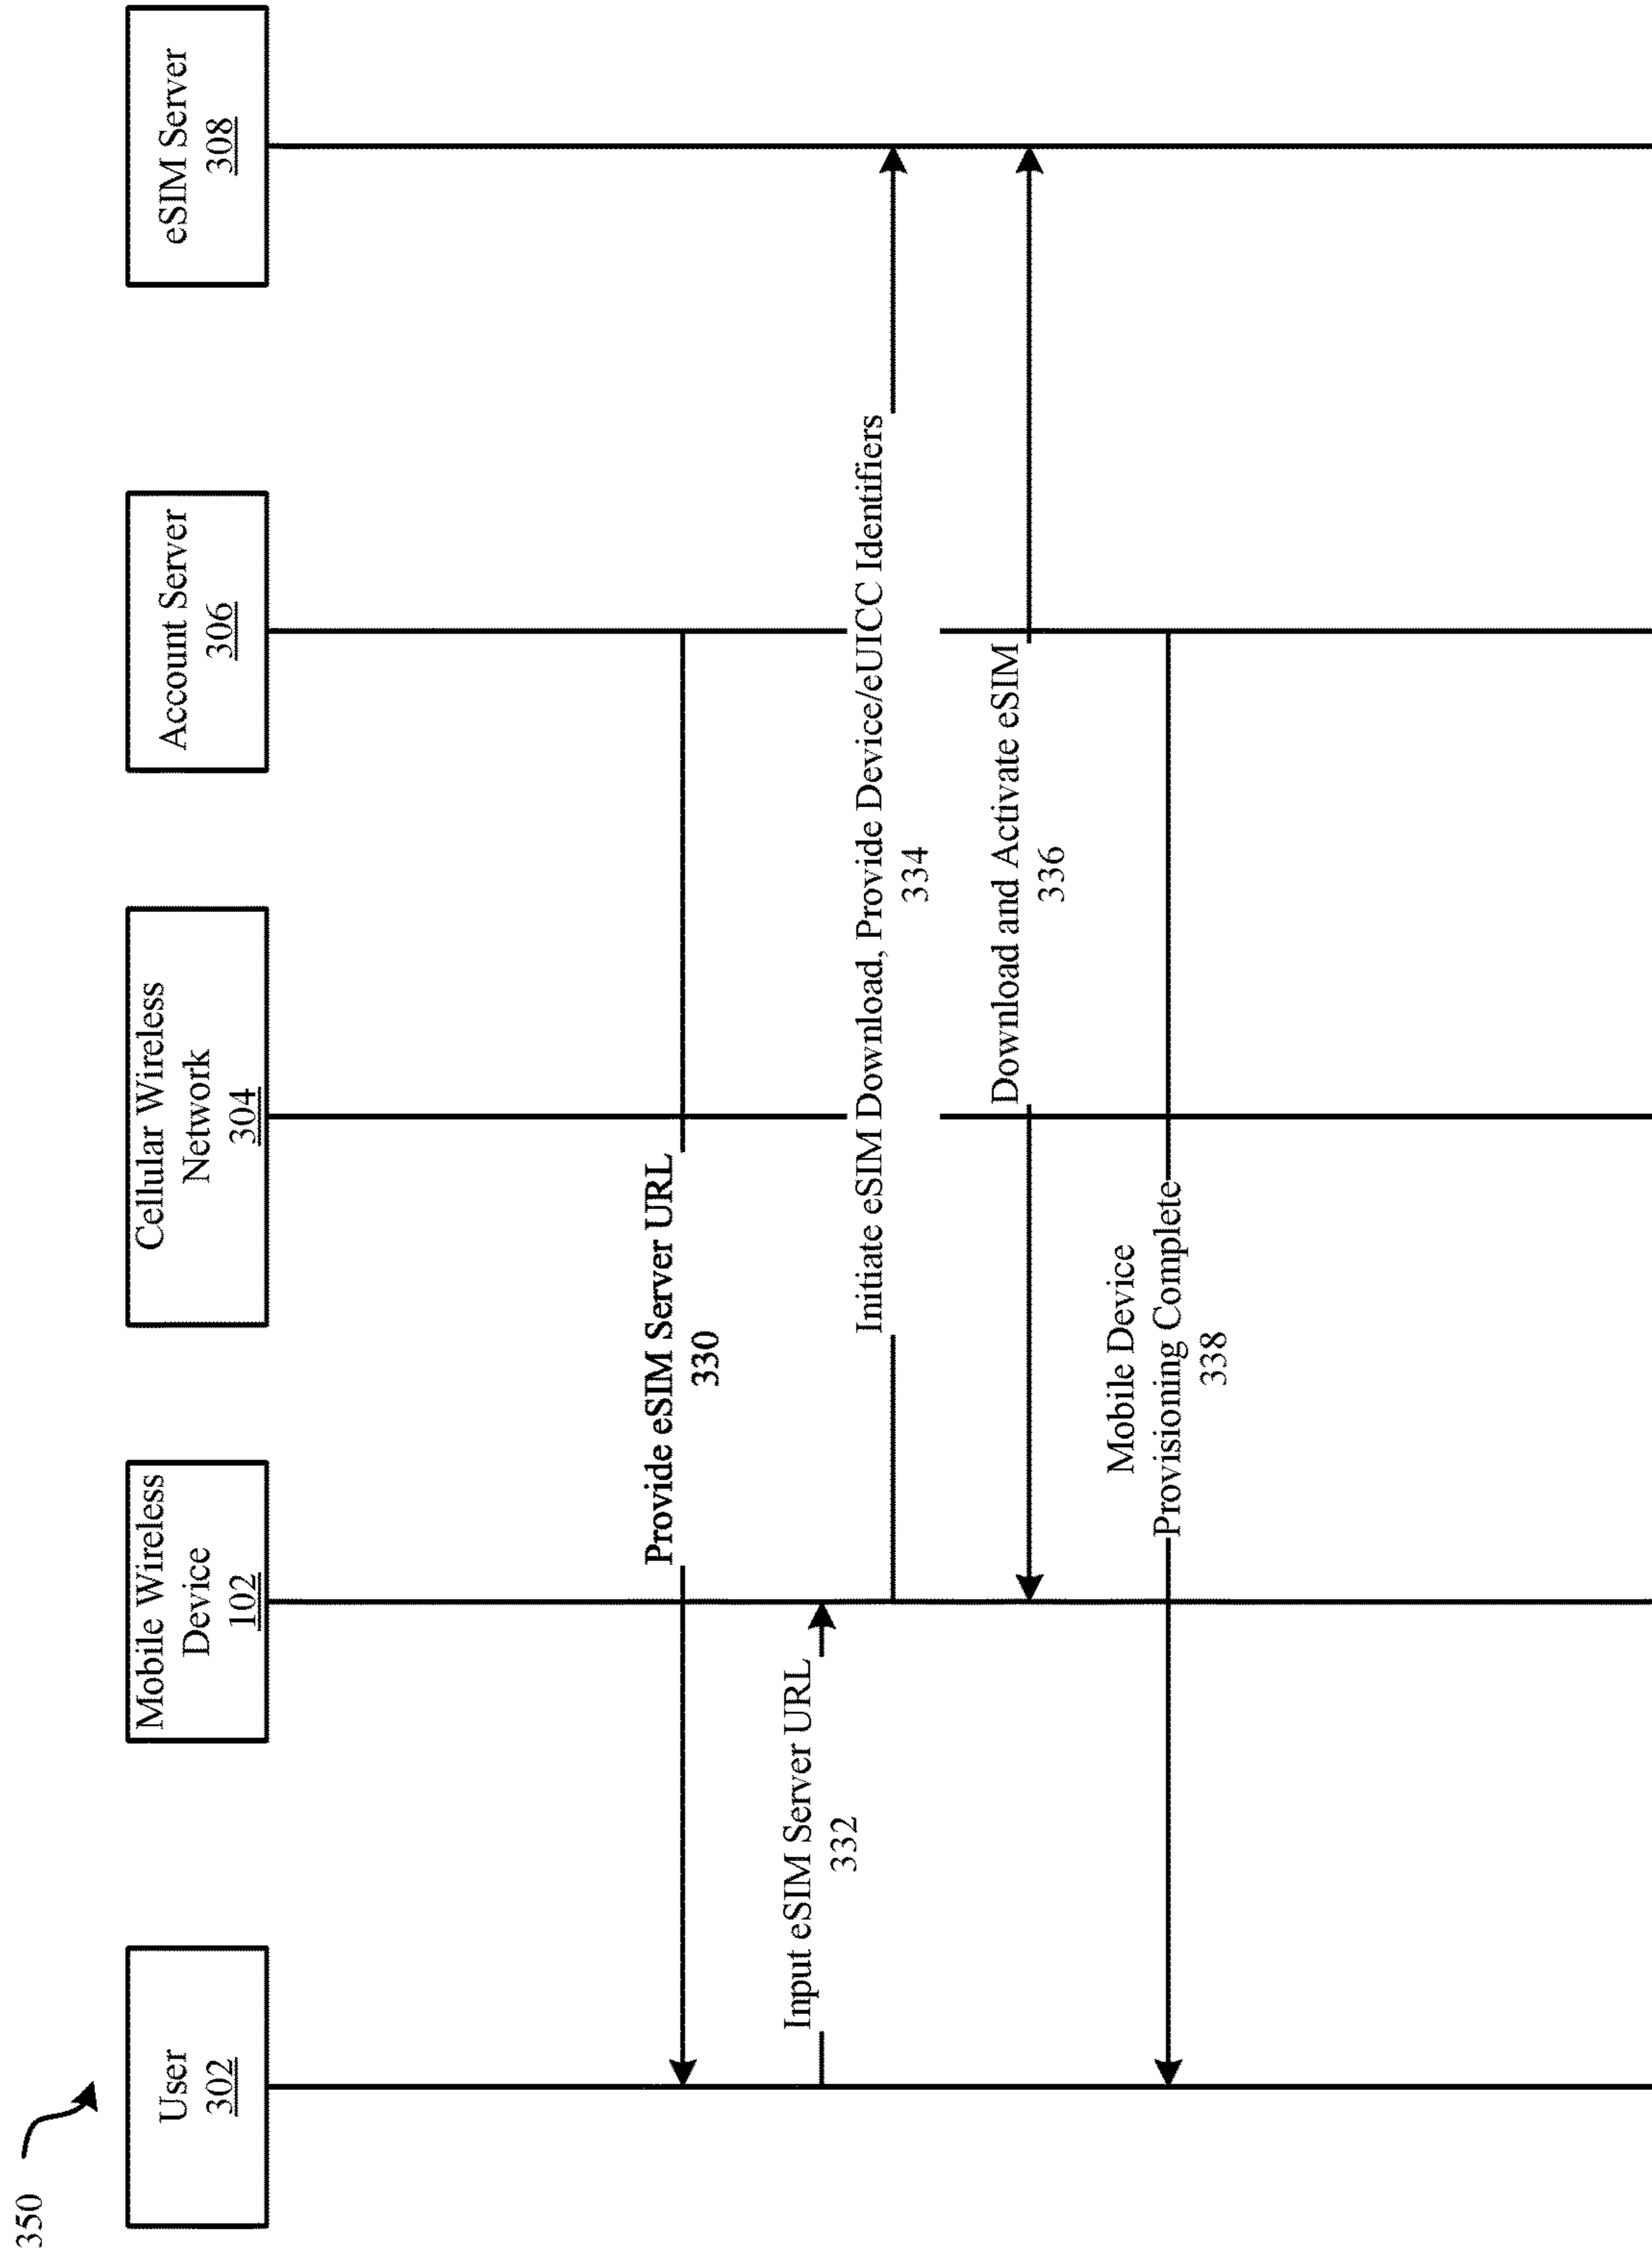 350
User
302
Mobile Wireless
Device
102
Cellular Wireless
Network
304
Account Server
306
eSIM Server
308
Provide eSIM Server URL
330
Input eSIM Server URL
332
Initiate eSIM Download, Provide Device/eUICC Identifiers
334
Download and Activate eSIM
336
Mobile Device
Provisioning Complete
338